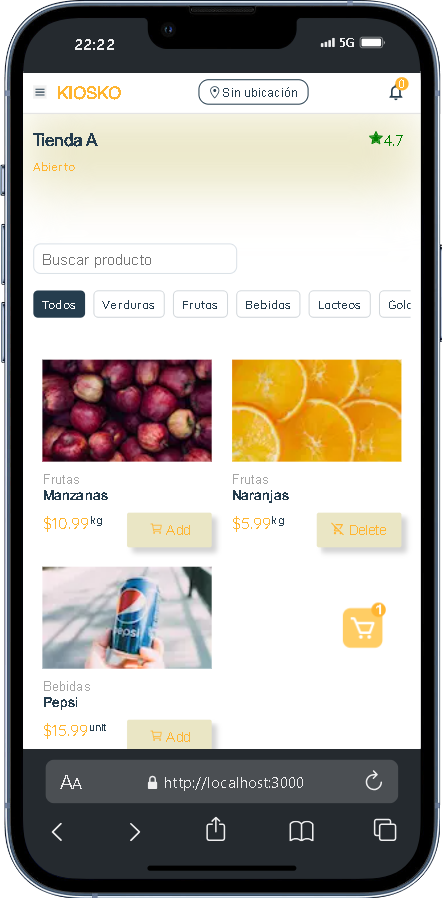 22:22 5G
KIOSKO Sin ubicación 0
Tienda A 4.7
Abierto
Buscar producto
Todos Verduras Frutas Bebidas Lacteos Golo
Frutas Frutas
Manzanas Naranjas
$10.99kg Add $5.99kg Delete
pepsi
1
Bebidas
Pepsi
$15.99unit Add
AA http://localhost:3000